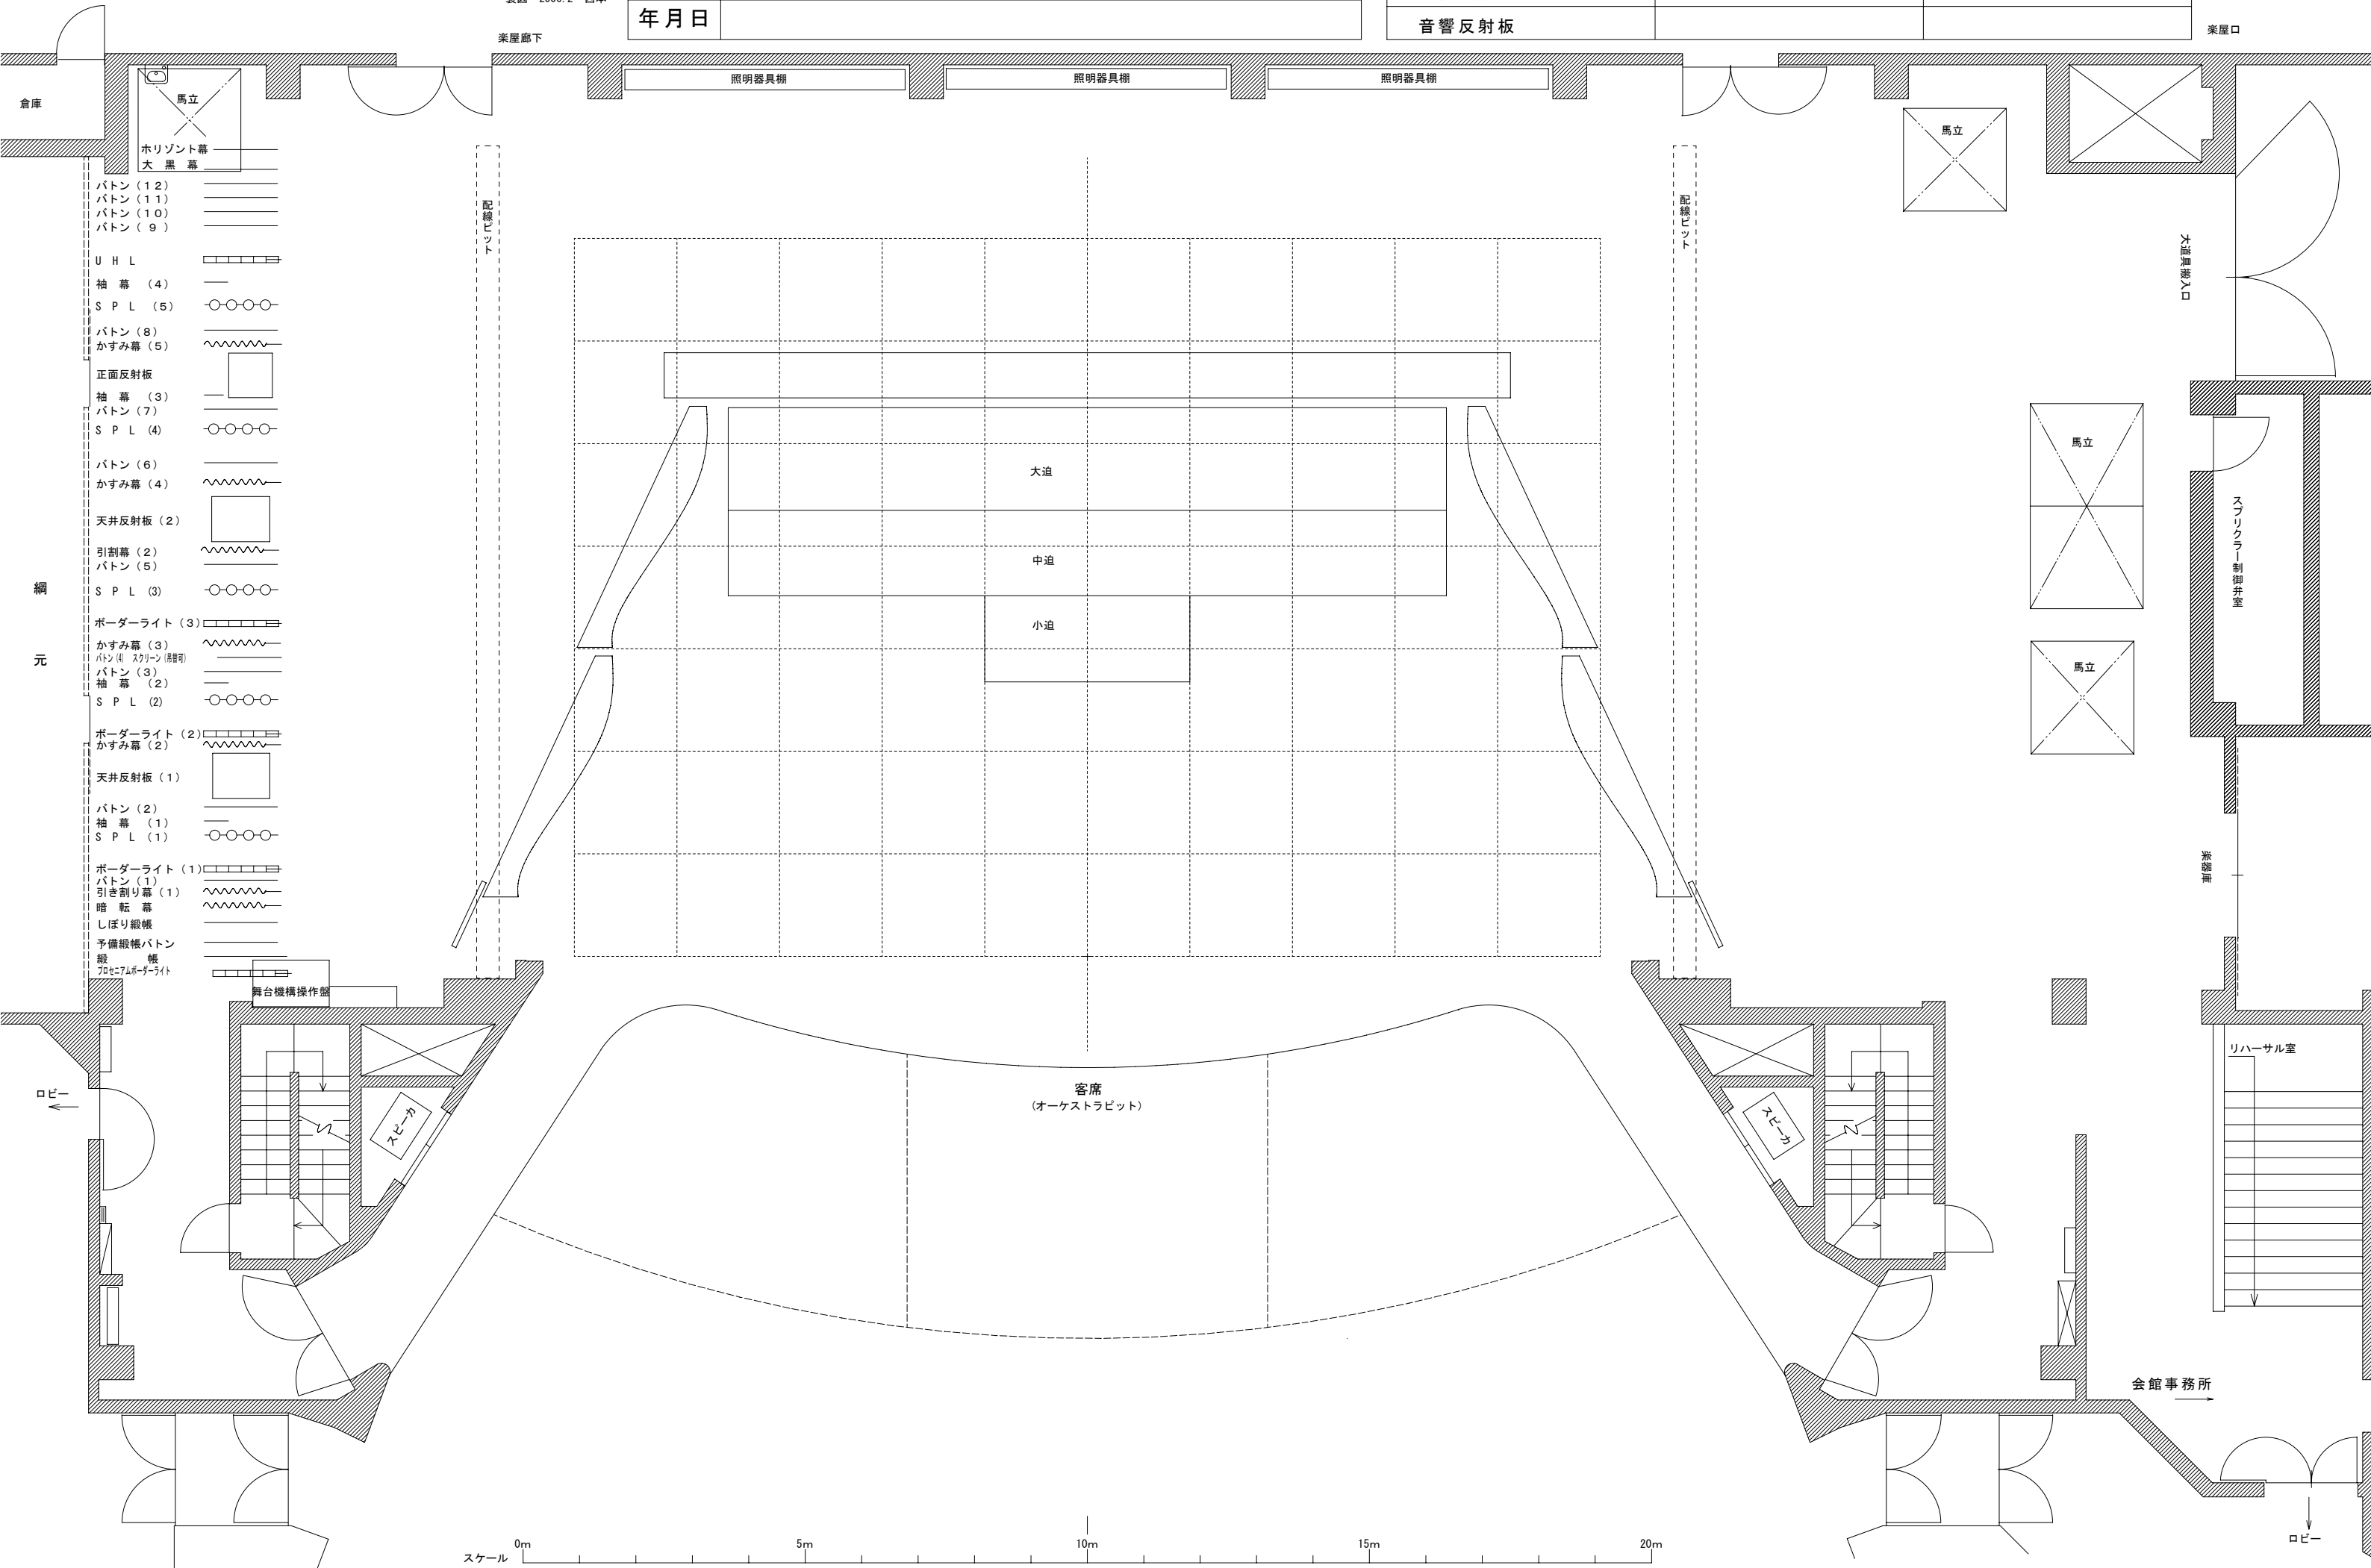 年月日
音響反射板
楽屋廊下
楽屋口
照明器具棚
照明器具棚
照明器具棚
倉庫
馬立
馬立
ホリゾント幕
大 黒 幕
バトン（１２）
バトン（１１）
バトン（１０）
バトン（ ９ ）
配線ピット
配線ピット
大道具搬入口
U H L
袖 幕 （４）
S P L （５）
バトン（８）
かすみ幕（５）
正面反射板
袖 幕 （３）
バトン（７）
S P L (4)
馬立
バトン（６）
大迫
かすみ幕（４）
天井反射板（２）
スプリクラー制御弁室
引割幕（２）
バトン（５）
中迫
綱
元
S P L (3)
ボーダーライト（３）
小迫
かすみ幕（３）
バトン(4) スクリーン(吊替可)
バトン（３）
馬立
袖 幕 （２）
S P L (2)
ボーダーライト（２）
かすみ幕（２）
天井反射板（１）
バトン（２）
袖 幕 （１）
S P L （１）
楽器庫
ボーダーライト（１）
バトン（１）
引き割り幕（１）
暗 転 幕
しぼり緞帳
予備緞帳バトン
緞 帳
プロセニアムボーダーライト
舞台機構操作盤
リハーサル室
ロビー
客席
（オーケストラピット）
スピーカ
スピーカ
会館事務所
ロビー
スケール
0m
5m
10m
15m
20m